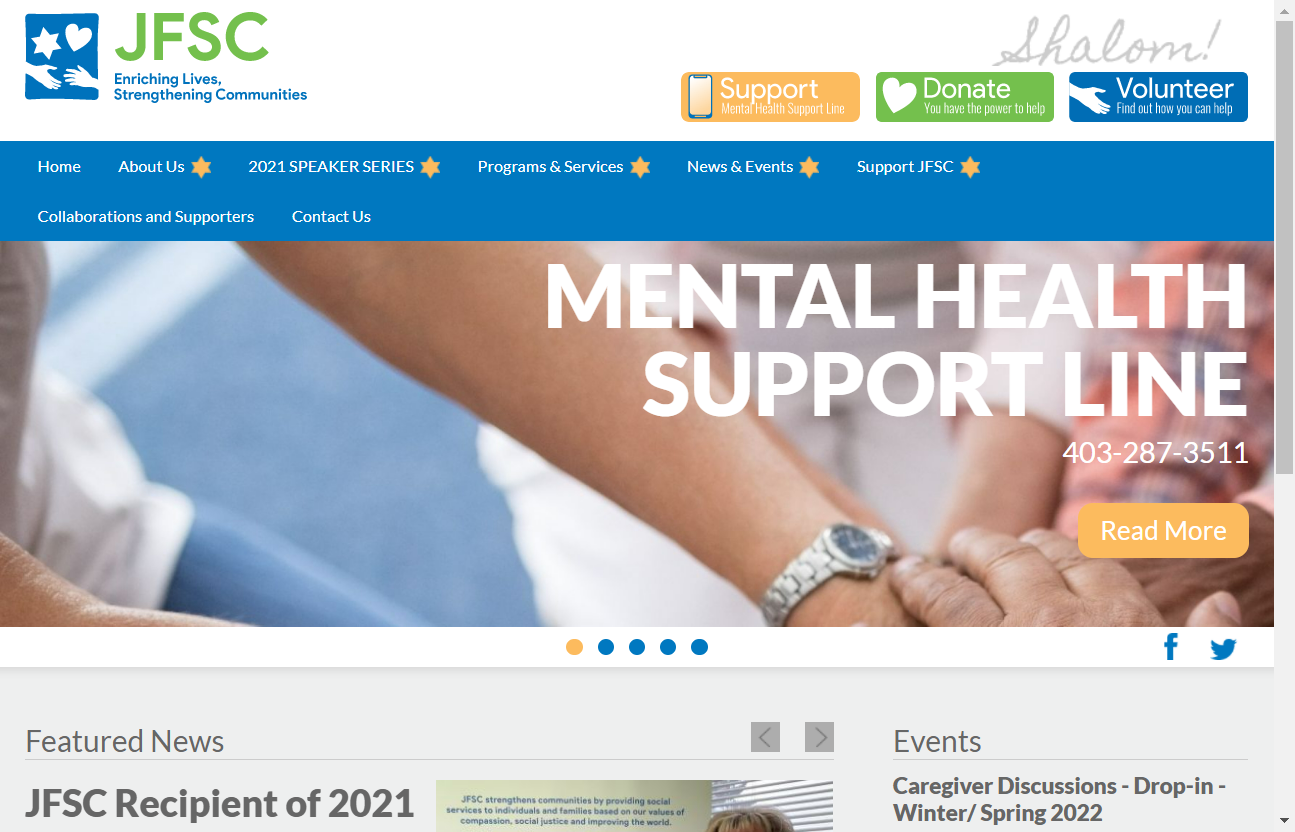 JFSC
Enriching Lives,
Strengthening Communities
Shalom!
Support
Mental Health Support Line
Donate
You have the power to help
Volunteer
Find out how you can help
Home About Us 2021 SPEAKER SERIES Programs & Services News & Events Support JFSC
Collaborations and Supporters Contact Us
MENTAL HEALTH
SUPPORT LINE
403-287-3511
Read More
Featured News
JFSC Recipient of 2021
JFSC strengthens communities by providing social
services to individuals and families based on our values of
compassion, social justice and improving the world.
Events
Caregiver Discussions - Drop-in -
Winter/ Spring 2022